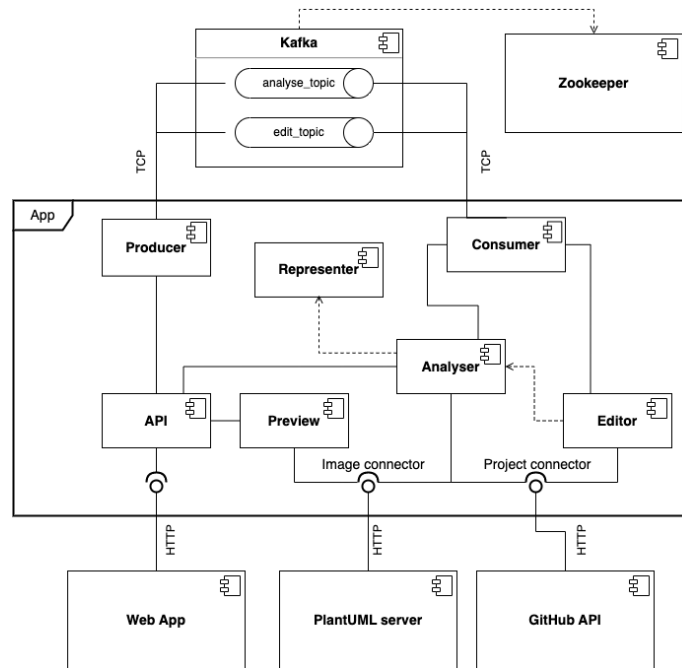 Kafka
analyse_topic
edit_topic
Zookeeper
TCP
TCP
App
Producer
Consumer
Representer
Analyser
API
Preview
Editor
Image connector
Project connector
HTTP
HTTP
HTTP
Web App
PlantUML server
GitHub API